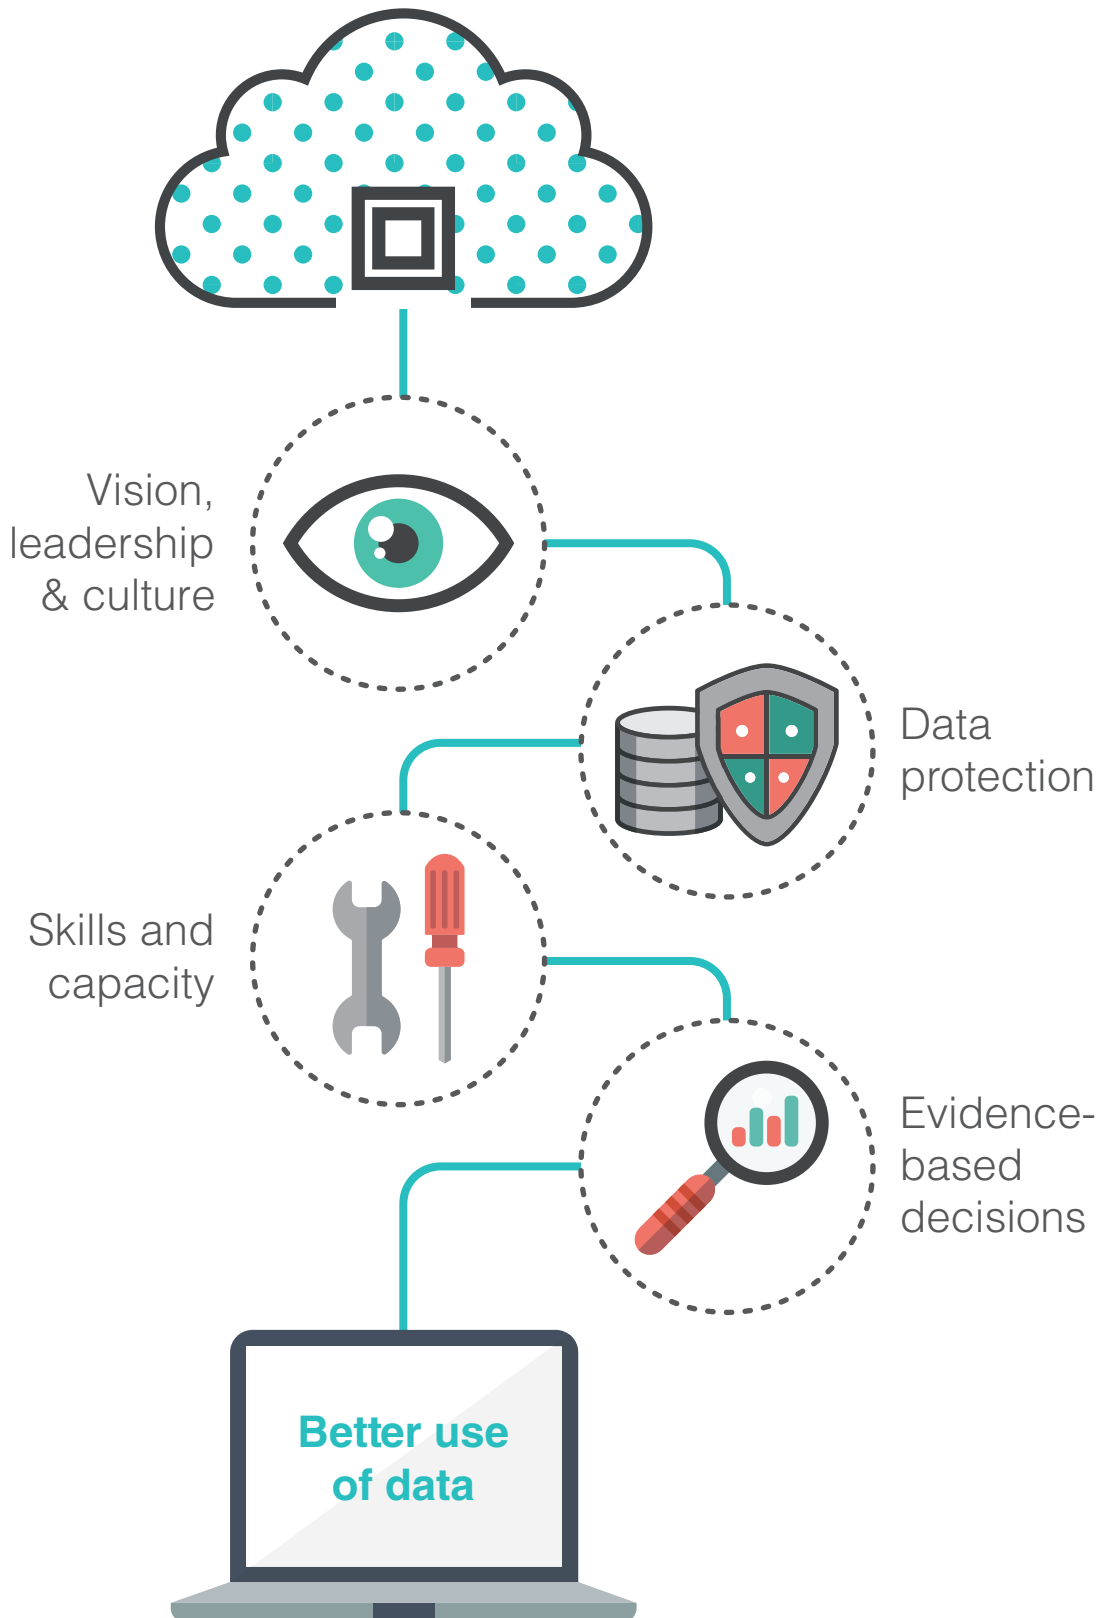 Vision,
leadership
& culture
Data
protection
Skills and
capacity
Evidence-
based
decisions
Better use
of data